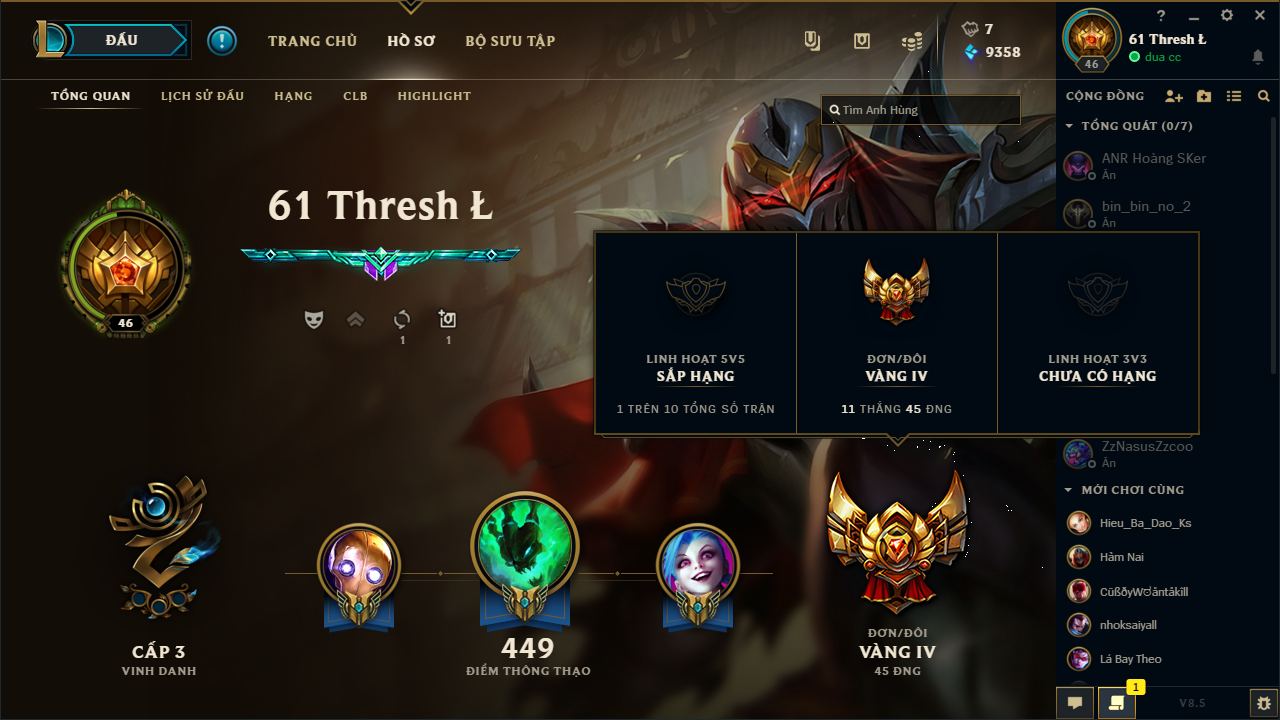 ĐẤU
TRANG CHỦ
HỒ SƠ
BỘ SƯU TẬP
7
9358
46
61 Thresh Ł
dua cc
TỔNG QUAN
LỊCH SỬ ĐẤU
HẠNG
CLB
HIGHLIGHT
Tìm Anh Hùng
61 Thresh Ł
46
1
1
LINH HOẠT 5V5
SẮP HẠNG
1 TRÊN 10 TỔNG SỐ TRẬN
ĐƠN/ĐÔI
VÀNG IV
11 THẮNG 45 ĐNG
LINH HOẠT 3V3
CHƯA CÓ HẠNG
CẤP 3
VINH DANH
449
ĐIỂM THÔNG THẠO
ĐƠN/ĐÔI
VÀNG IV
45 ĐNG
CỘNG ĐỒNG
TỔNG QUÁT (0/7)
ANR Hoàng SKer
Ẩn
bin_bin_no_2
Ẩn
ZzNasusZzcoo
Ẩn
MỚI CHƠI CÙNG
Hieu_Ba_Dao_Ks
Hàm Nai
nhoksaiyall
Lá Bay Theo
1
V8.5